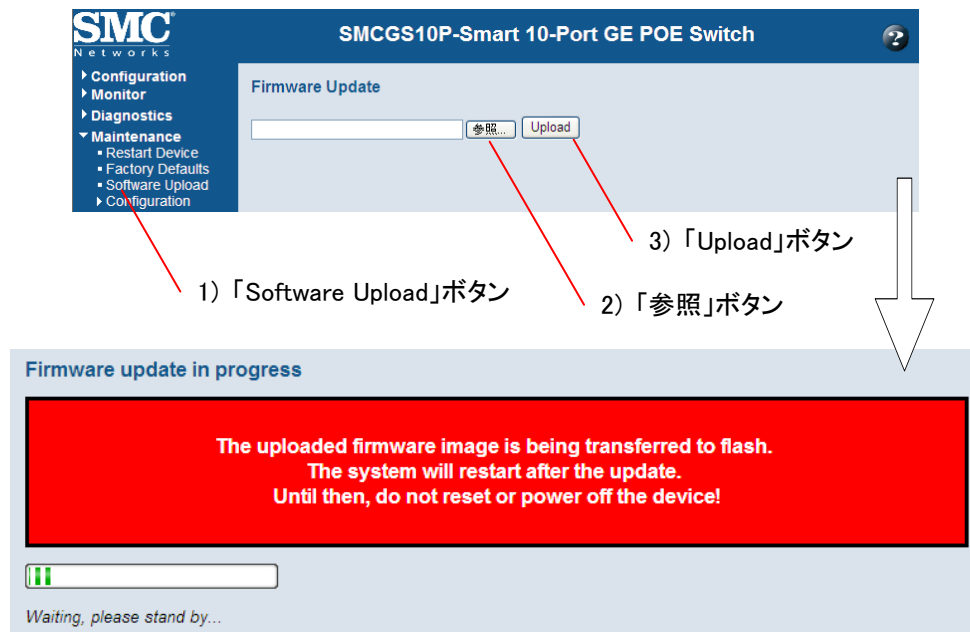 SMC
Networks
SMCGS10P-Smart 10-Port GE POE Switch
?
Configuration
Monitor
Diagnostics
Maintenance
Restart Device
Factory Defaults
Software Upload
Configuration
Firmware Update
参照... Upload
3) 「Upload」ボタン
1) 「Software Upload」ボタン
2) 「参照」ボタン
Firmware update in progress
The uploaded firmware image is being transferred to flash.
The system will restart after the update.
Until then, do not reset or power off the device!
Waiting, please stand by...